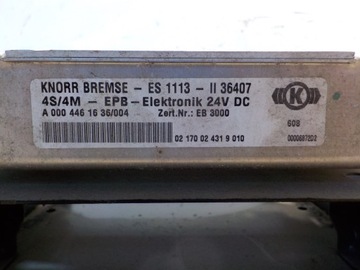 KNORR BREMSE - ES 1113 - II 36407
4S/4M - EPB-Elektronik 24V DC
A 000 446 16 36/004 Zert.Nr.: EB 3000
K
608
02 170 02 431 9 010